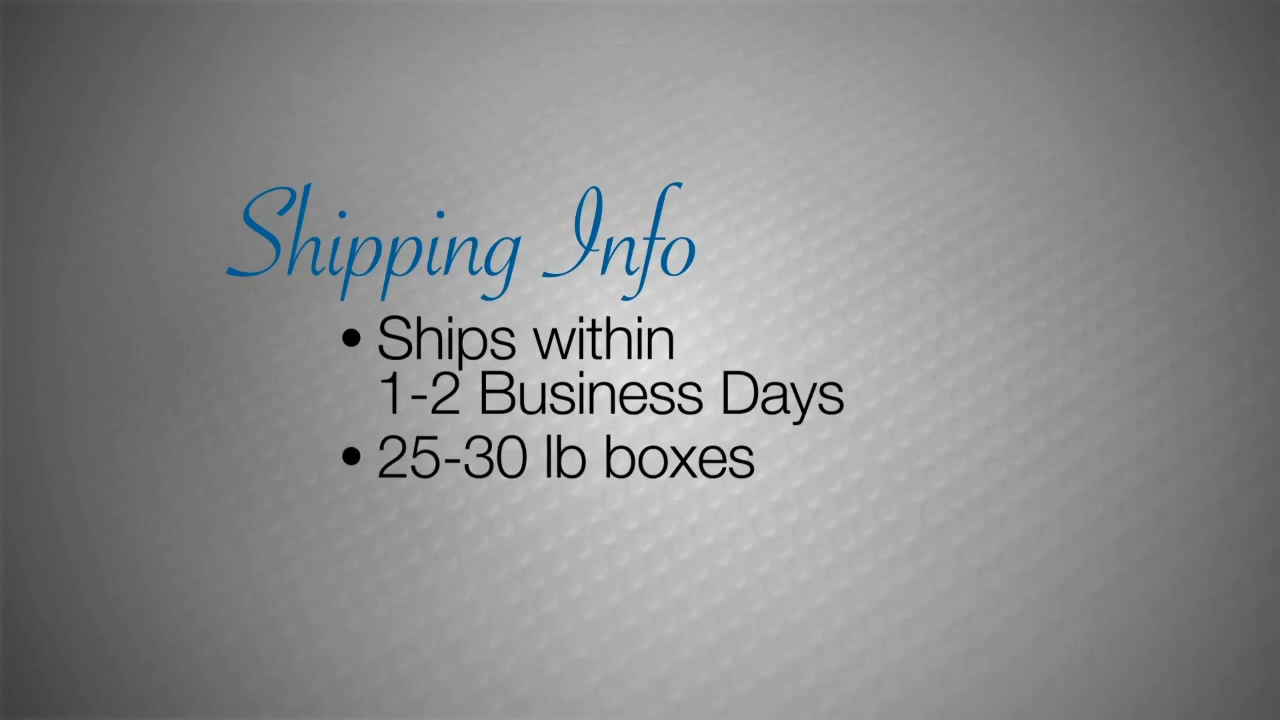 Shipping Info
• Ships within
1-2 Business Days
• 25-30 lb boxes